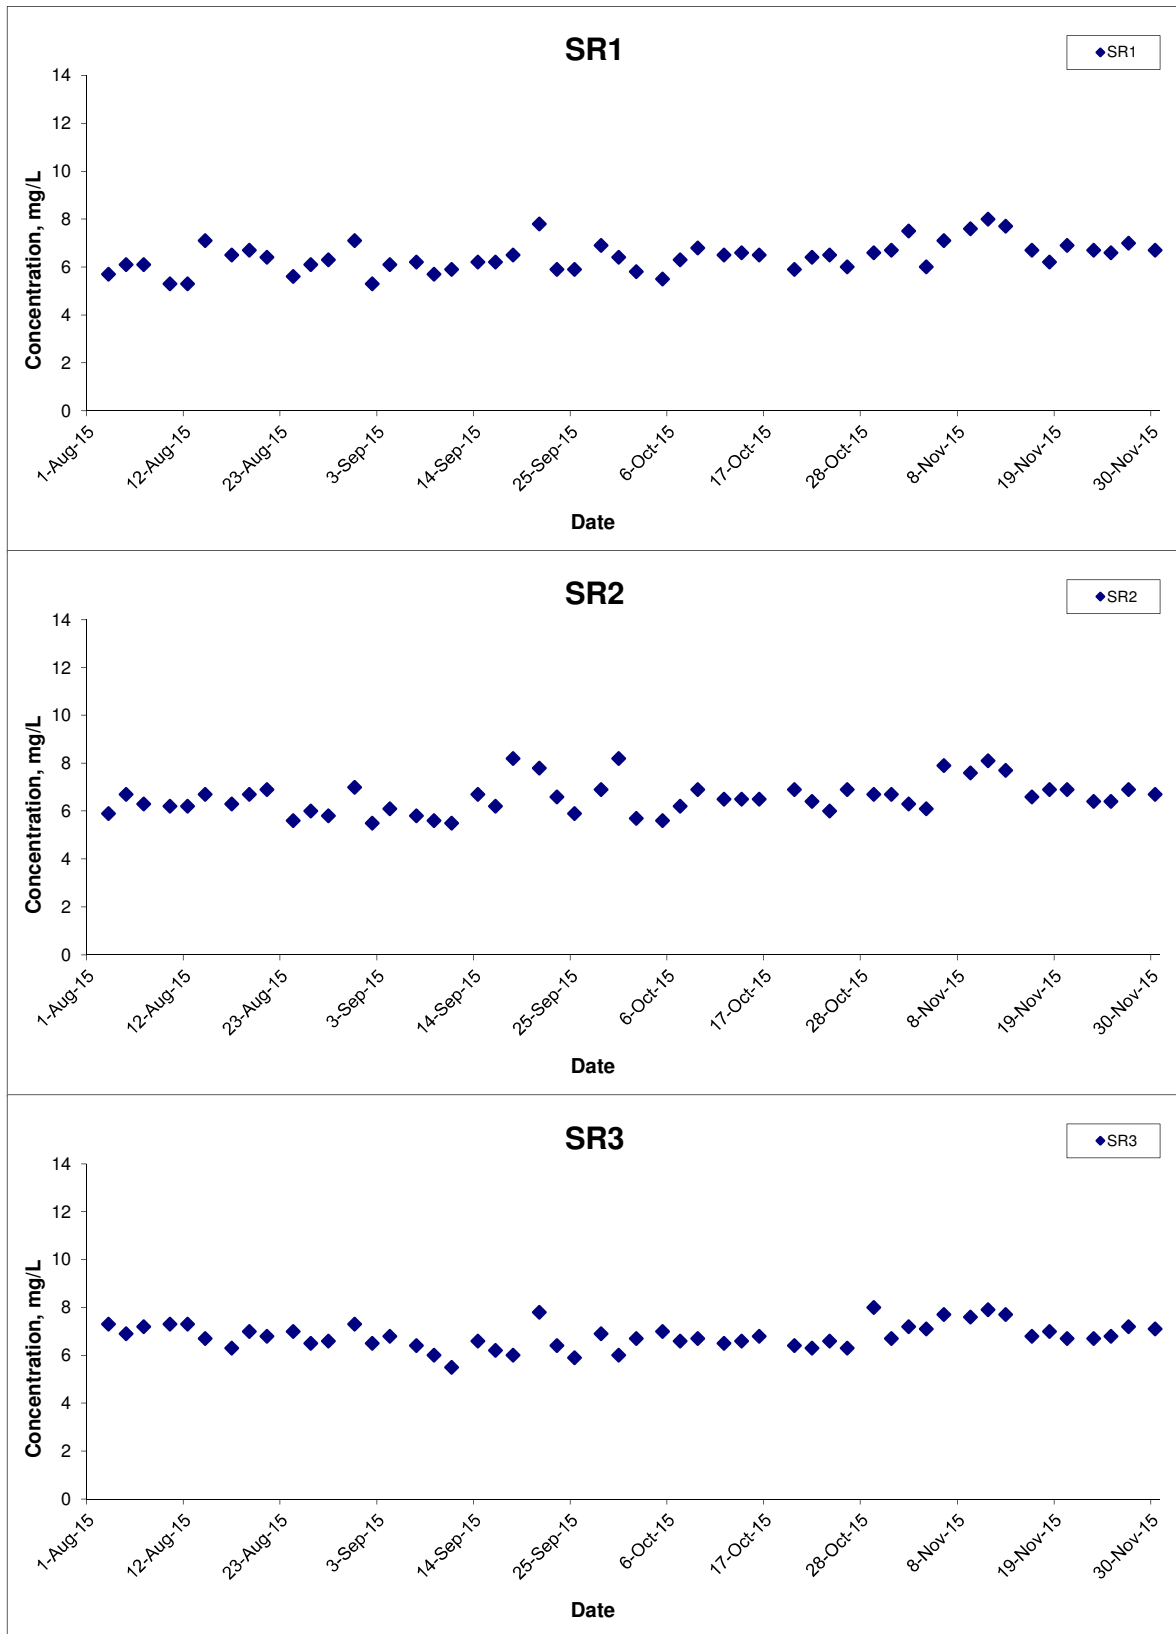 SR1
SR1
Concentration, mg/L
14
12
10
8
6
4
2
0
1-Aug-15
12-Aug-15
23-Aug-15
3-Sep-15
14-Sep-15
25-Sep-15
6-Oct-15
17-Oct-15
28-Oct-15
8-Nov-15
19-Nov-15
30-Nov-15
Date
SR2
SR2
Concentration, mg/L
14
12
10
8
6
4
2
0
1-Aug-15
12-Aug-15
23-Aug-15
3-Sep-15
14-Sep-15
25-Sep-15
6-Oct-15
17-Oct-15
28-Oct-15
8-Nov-15
19-Nov-15
30-Nov-15
Date
SR3
SR3
Concentration, mg/L
14
12
10
8
6
4
2
0
1-Aug-15
12-Aug-15
23-Aug-15
3-Sep-15
14-Sep-15
25-Sep-15
6-Oct-15
17-Oct-15
28-Oct-15
8-Nov-15
19-Nov-15
30-Nov-15
Date